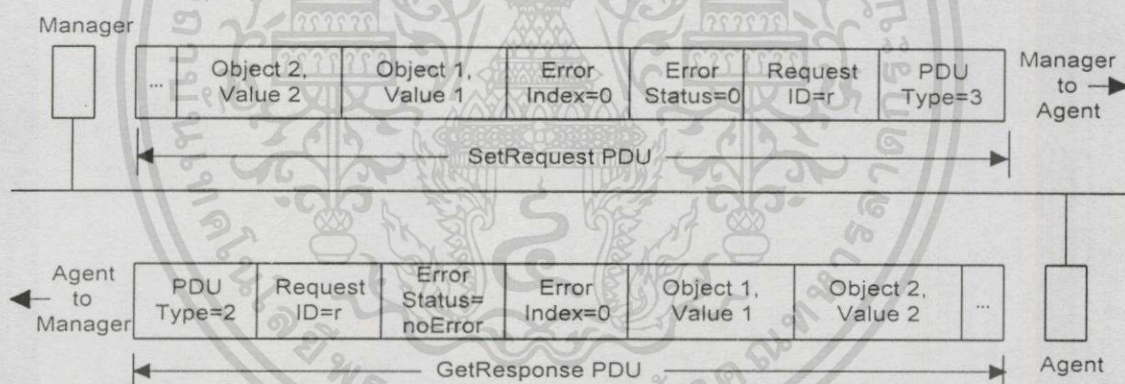 Manager
...
Object 2,
Value 2
Object 1,
Value 1
Error
Index=0
Error
Status=0
Request
ID=r
PDU
Type=3
Manager
to
Agent
SetRequest PDU
Agent
to
Manager
PDU
Type=2
Request
ID=r
Error
Status=
noError
Error
Index=0
Object 1,
Value 1
Object 2,
Value 2
...
GetResponse PDU
Agent